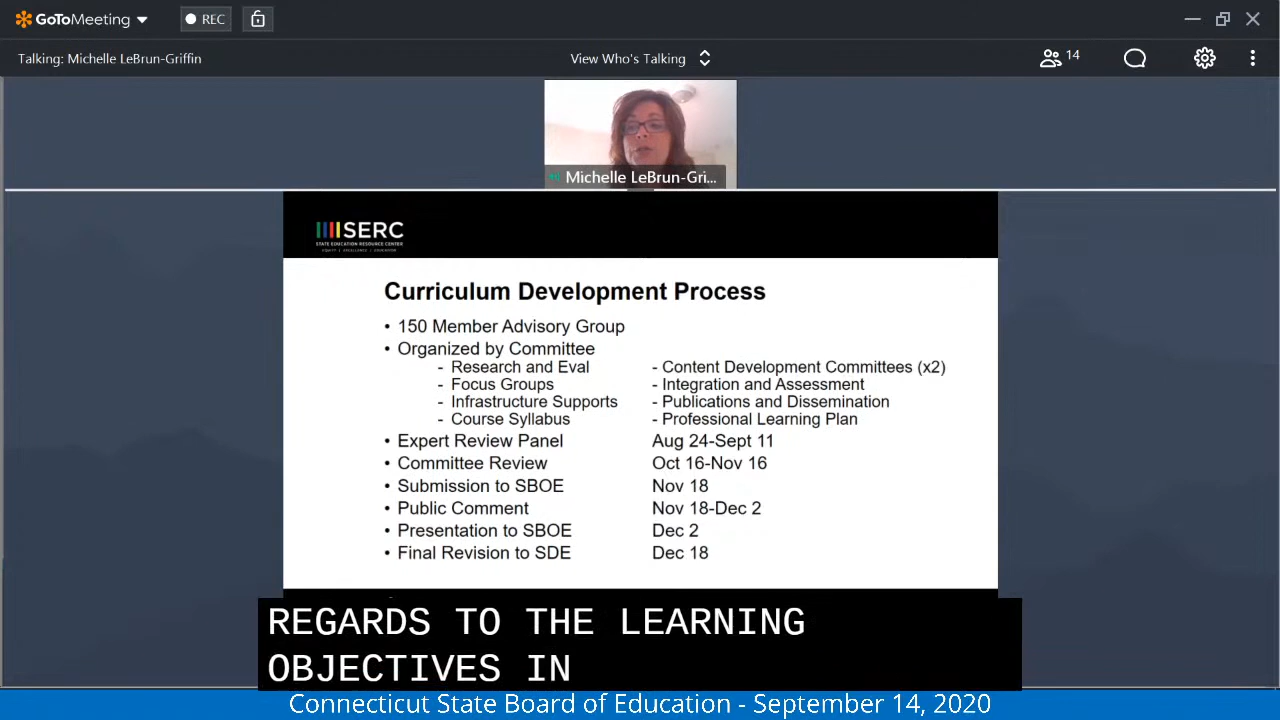 GoToMeeting
REC
Talking: Michelle LeBrun-Griffin
View Who's Talking
14
Michelle LeBrun-Gri...
SERC
STATE EDUCATION RESOURCE CENTER
EQUITY | EXCELLENCE | EDUCATION
Curriculum Development Process
• 150 Member Advisory Group
• Organized by Committee
- Research and Eval - Content Development Committees (x2)
- Focus Groups - Integration and Assessment
- Infrastructure Supports - Publications and Dissemination
- Course Syllabus - Professional Learning Plan
• Expert Review Panel Aug 24-Sept 11
• Committee Review Oct 16-Nov 16
• Submission to SBOE Nov 18
• Public Comment Nov 18-Dec 2
• Presentation to SBOE Dec 2
• Final Revision to SDE Dec 18
REGARDS TO THE LEARNING
OBJECTIVES IN
Connecticut State Board of Education - September 14, 2020